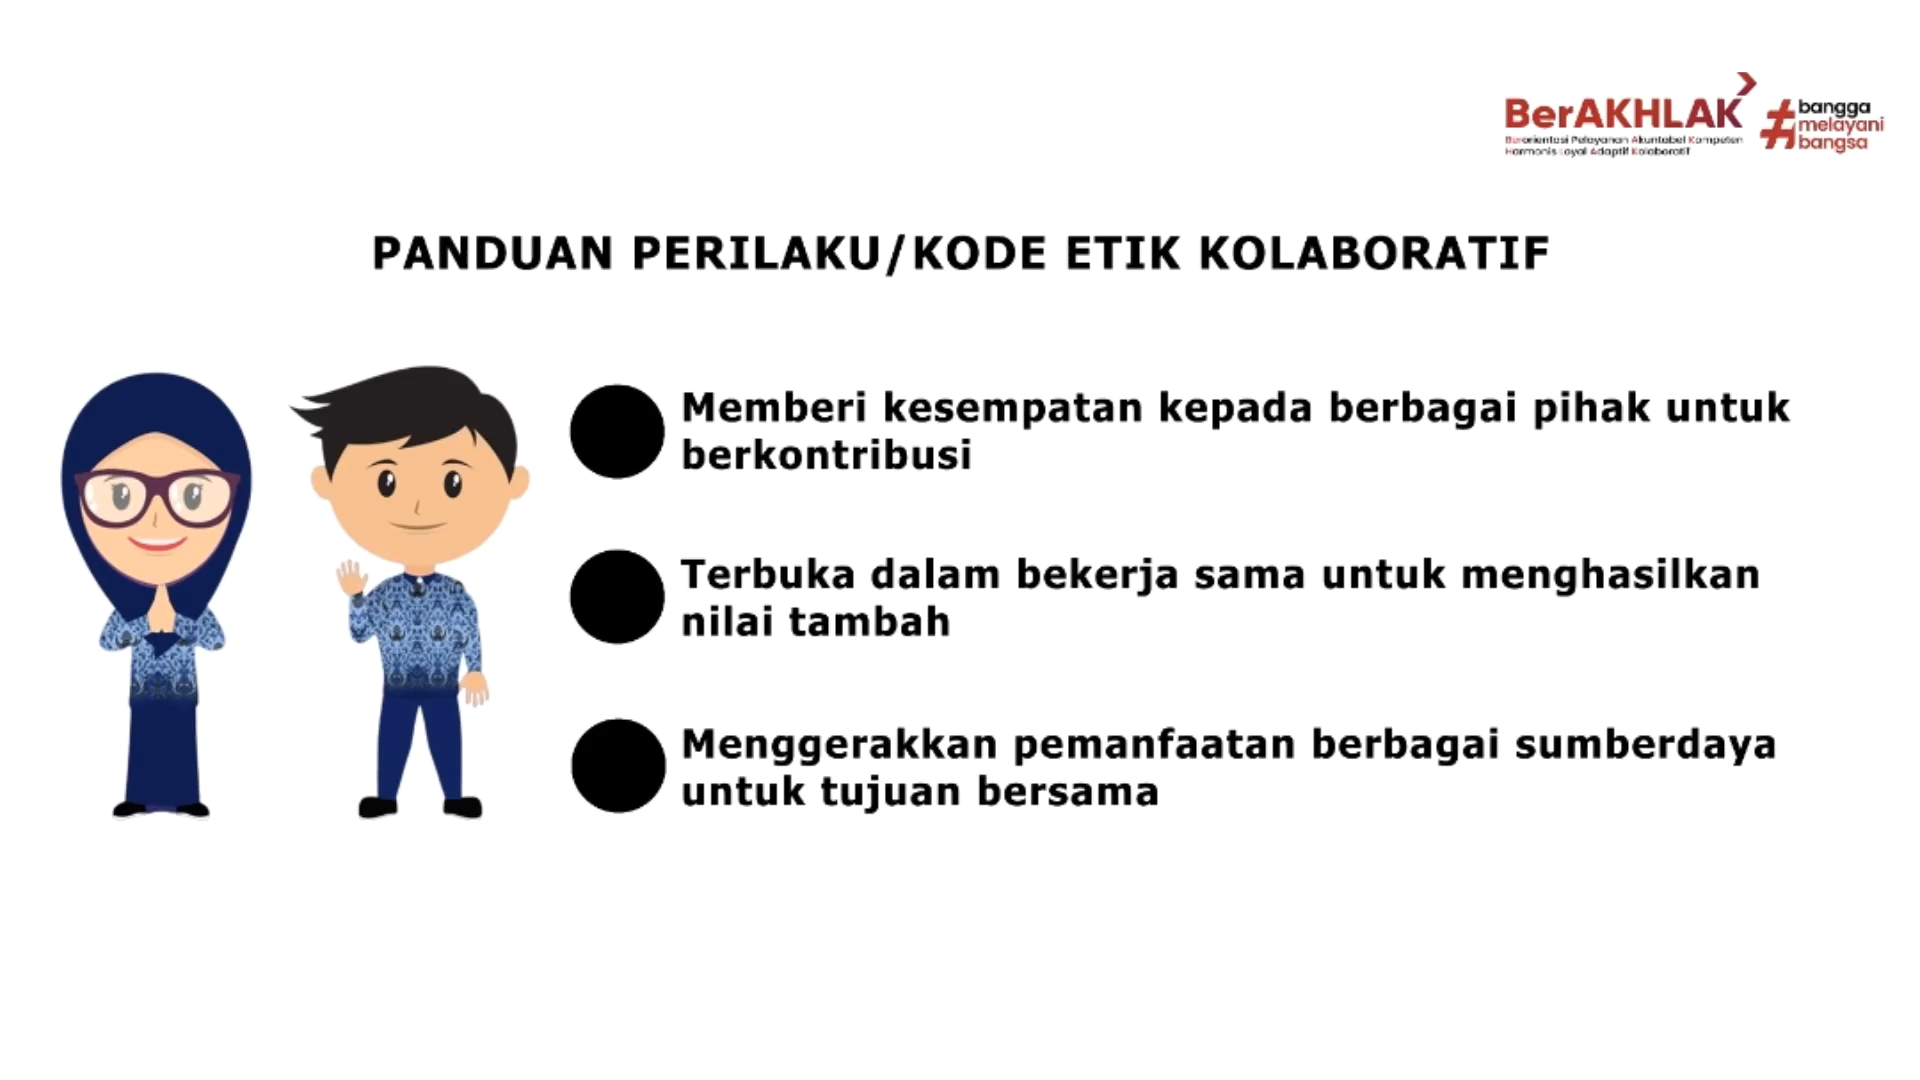 BerAKHLAK
Berorientasi Pelayanan Akuntabel Kompeten
Harmonis Loyal Adaptif Kolaboratif
#bangga
melayani
bangsa
PANDUAN PERILAKU/KODE ETIK KOLABORATIF
Memberi kesempatan kepada berbagai pihak untuk
berkontribusi
Terbuka dalam bekerja sama untuk menghasilkan
nilai tambah
Menggerakkan pemanfaatan berbagai sumberdaya
untuk tujuan bersama